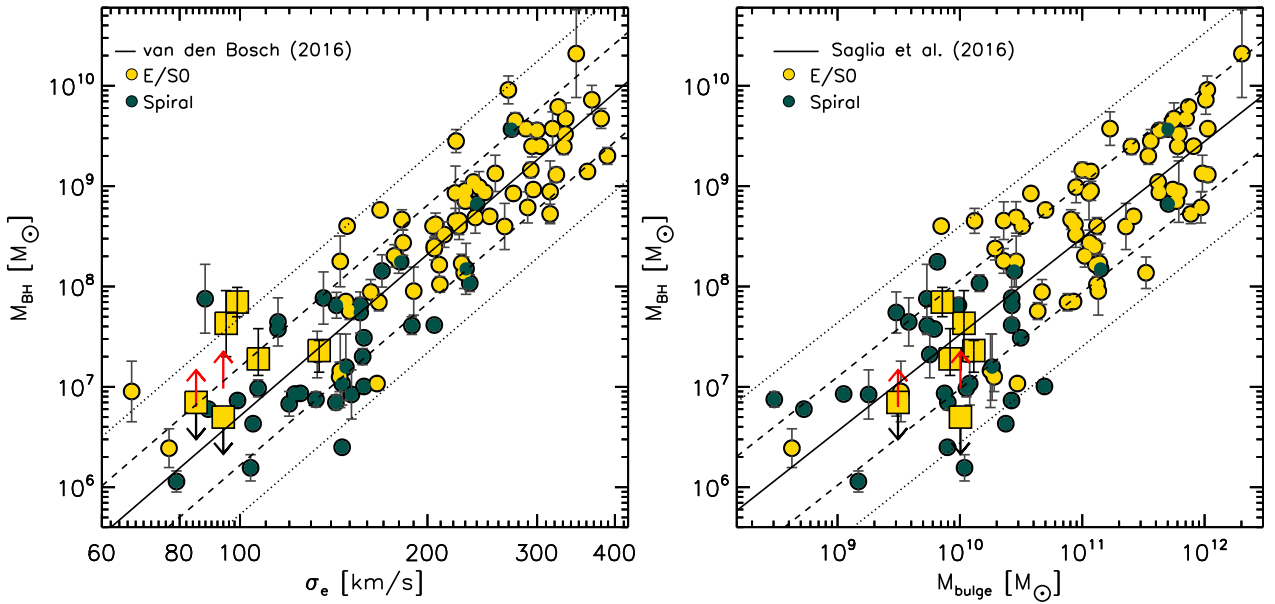 — van den Bosch (2016)
E/S0
Spiral
10¹⁰
10⁹
10⁸
10⁷
10⁶
M_BH [M_⊙]
60 80 100 200 300 400
σ_e [km/s]
— Saglia et al. (2016)
E/S0
Spiral
10¹⁰
10⁹
10⁸
10⁷
10⁶
M_BH [M_⊙]
10⁹ 10¹⁰ 10¹¹ 10¹²
M_bulge [M_⊙]